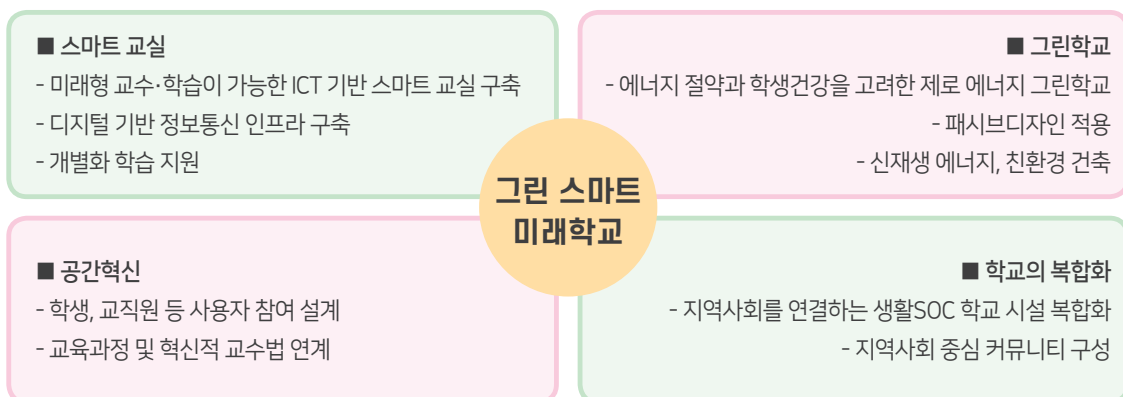 ■ 스마트 교실
- 미래형 교수·학습이 가능한 ICT 기반 스마트 교실 구축
- 디지털 기반 정보통신 인프라 구축
- 개별화 학습 지원
■ 그린학교
- 에너지 절약과 학생건강을 고려한 제로 에너지 그린학교
- 패시브디자인 적용
- 신재생 에너지, 친환경 건축
그린 스마트
미래학교
■ 공간혁신
- 학생, 교직원 등 사용자 참여 설계
- 교육과정 및 혁신적 교수법 연계
■ 학교의 복합화
- 지역사회를 연결하는 생활SOC 학교 시설 복합화
- 지역사회 중심 커뮤니티 구성